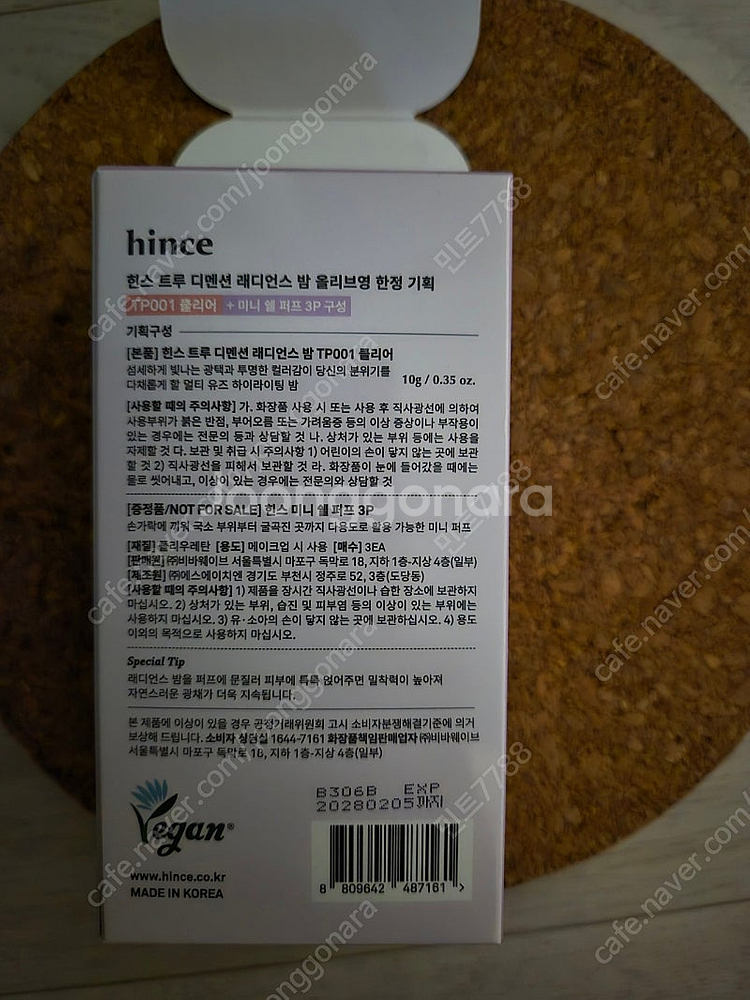 hince
힌스 트루 디멘션 래디언스 밤 올리브영 한정 기획
TP001 클리어 + 미니 쉘 퍼프 3P 구성
기획구성
[본품] 힌스 트루 디멘션 래디언스 밤 TP001 클리어
섬세하게 빛나는 광택과 투명한 컬러감이 당신의 분위기를
다채롭게 할 멀티 유즈 하이라이팅 밤
10g / 0.35 oz.
[사용할 때의 주의사항] 가. 화장품 사용 시 또는 사용 후 직사광선에 의하여
사용부위가 붉은 반점, 부어오름 또는 가려움증 등의 이상 증상이나 부작용이
있는 경우에는 전문의 등과 상담할 것 나. 상처가 있는 부위 등에는 사용을
자제할 것 다. 보관 및 취급 시 주의사항 1) 어린이의 손이 닿지 않는 곳에 보관
할 것 2) 직사광선을 피해서 보관할 것 라. 화장품이 눈에 들어갔을 때에는
물로 씻어내고, 이상이 있는 경우에는 전문의와 상담할 것
[증정품/NOT FOR SALE] 힌스 미니 쉘 퍼프 3P
손가락에 끼워 국소 부위부터 굴곡진 곳까지 다용도로 활용 가능한 미니 퍼프
[재질] 폴리우레탄 [용도] 메이크업 시 사용 [매수] 3EA
[판매원] ㈜비바웨이브 서울특별시 마포구 독막로 18, 지하 1층-지상 4층(일부)
[제조원] ㈜에스에이치엔 경기도 부천시 정주로 52, 3층(도당동)
[사용할 때의 주의사항] 1) 제품을 장시간 직사광선이나 습한 장소에 보관하지
마십시오. 2) 상처가 있는 부위, 습진 및 피부염 등의 이상이 있는 부위에는
사용하지 마십시오. 3) 유·소아의 손이 닿지 않는 곳에 보관하십시오. 4) 용도
이외의 목적으로 사용하지 마십시오.
Special Tip
래디언스 밤을 퍼프에 문질러 피부에 톡톡 얹어주면 밀착력이 높아져
자연스러운 광채가 더욱 지속됩니다.
본 제품에 이상이 있을 경우 공정거래위원회 고시 소비자분쟁해결기준에 의거
보상해 드립니다. 소비자 상담실 1644-7161 화장품책임판매업자 ㈜비바웨이브
서울특별시 마포구 독막로 18, 지하 1층-지상 4층(일부)
Vegan
B306B EXP
20280205까지
8 809642 487161 >
www.hince.co.kr
MADE IN KOREA
joonggonara
cafe.naver.com/joonggonara
민트7788